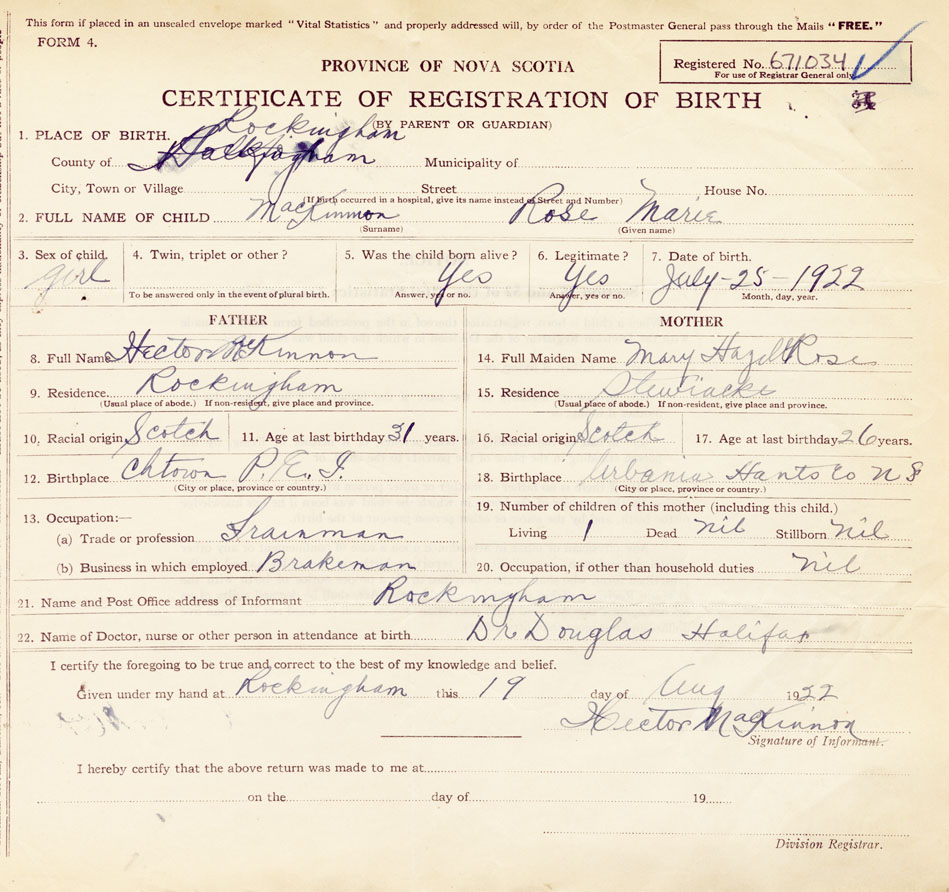 This form if placed in an unsealed envelope marked "Vital Statistics" and properly addressed will, by order of the Postmaster General pass through the Mails "FREE."
FORM 4.
Registered No. 671034
For use of Registrar General only
PROVINCE OF NOVA SCOTIA
CERTIFICATE OF REGISTRATION OF BIRTH
(BY PARENT OR GUARDIAN)
1. PLACE OF BIRTH. Rockingham
County of Municipality of
City, Town or Village Street House No.
(If birth occurred in a hospital, give its name instead of Street and Number)
2. FULL NAME OF CHILD MacKinnon Rose Marie
(Surname) (Given name)
3. Sex of child. 4. Twin, triplet or other? 5. Was the child born alive? 6. Legitimate? 7. Date of birth.
girl Yes Yes July-25-1922
To be answered only in the event of plural birth. Answer, yes or no. Answer, yes or no. Month, day, year.
FATHER MOTHER
8. Full Name Hector McKinnon 14. Full Maiden Name Mary Hazel Rose
9. Residence Rockingham 15. Residence Stewiacke
(Usual place of abode.) If non-resident, give place and province. (Usual place of abode.) If non-resident, give place and province.
10. Racial origin Scotch 11. Age at last birthday 31 years. 16. Racial origin Scotch 17. Age at last birthday 26 years.
12. Birthplace Chtown P.E.I. 18. Birthplace Urbania Hants Co N S
(City or place, province or country.) (City or place, province or country.)
13. Occupation:— 19. Number of children of this mother (including this child.)
(a) Trade or profession Trainman Living 1 Dead nil Stillborn Nil
(b) Business in which employed Brakeman 20. Occupation, if other than household duties nil
21. Name and Post Office address of Informant Rockingham
22. Name of Doctor, nurse or other person in attendance at birth Dr Douglas Halifax
I certify the foregoing to be true and correct to the best of my knowledge and belief.
Given under my hand at Rockingham this 19 day of Aug 1922
Hector MacKinnon
Signature of Informant.
I hereby certify that the above return was made to me at
on the day of 19
Division Registrar.